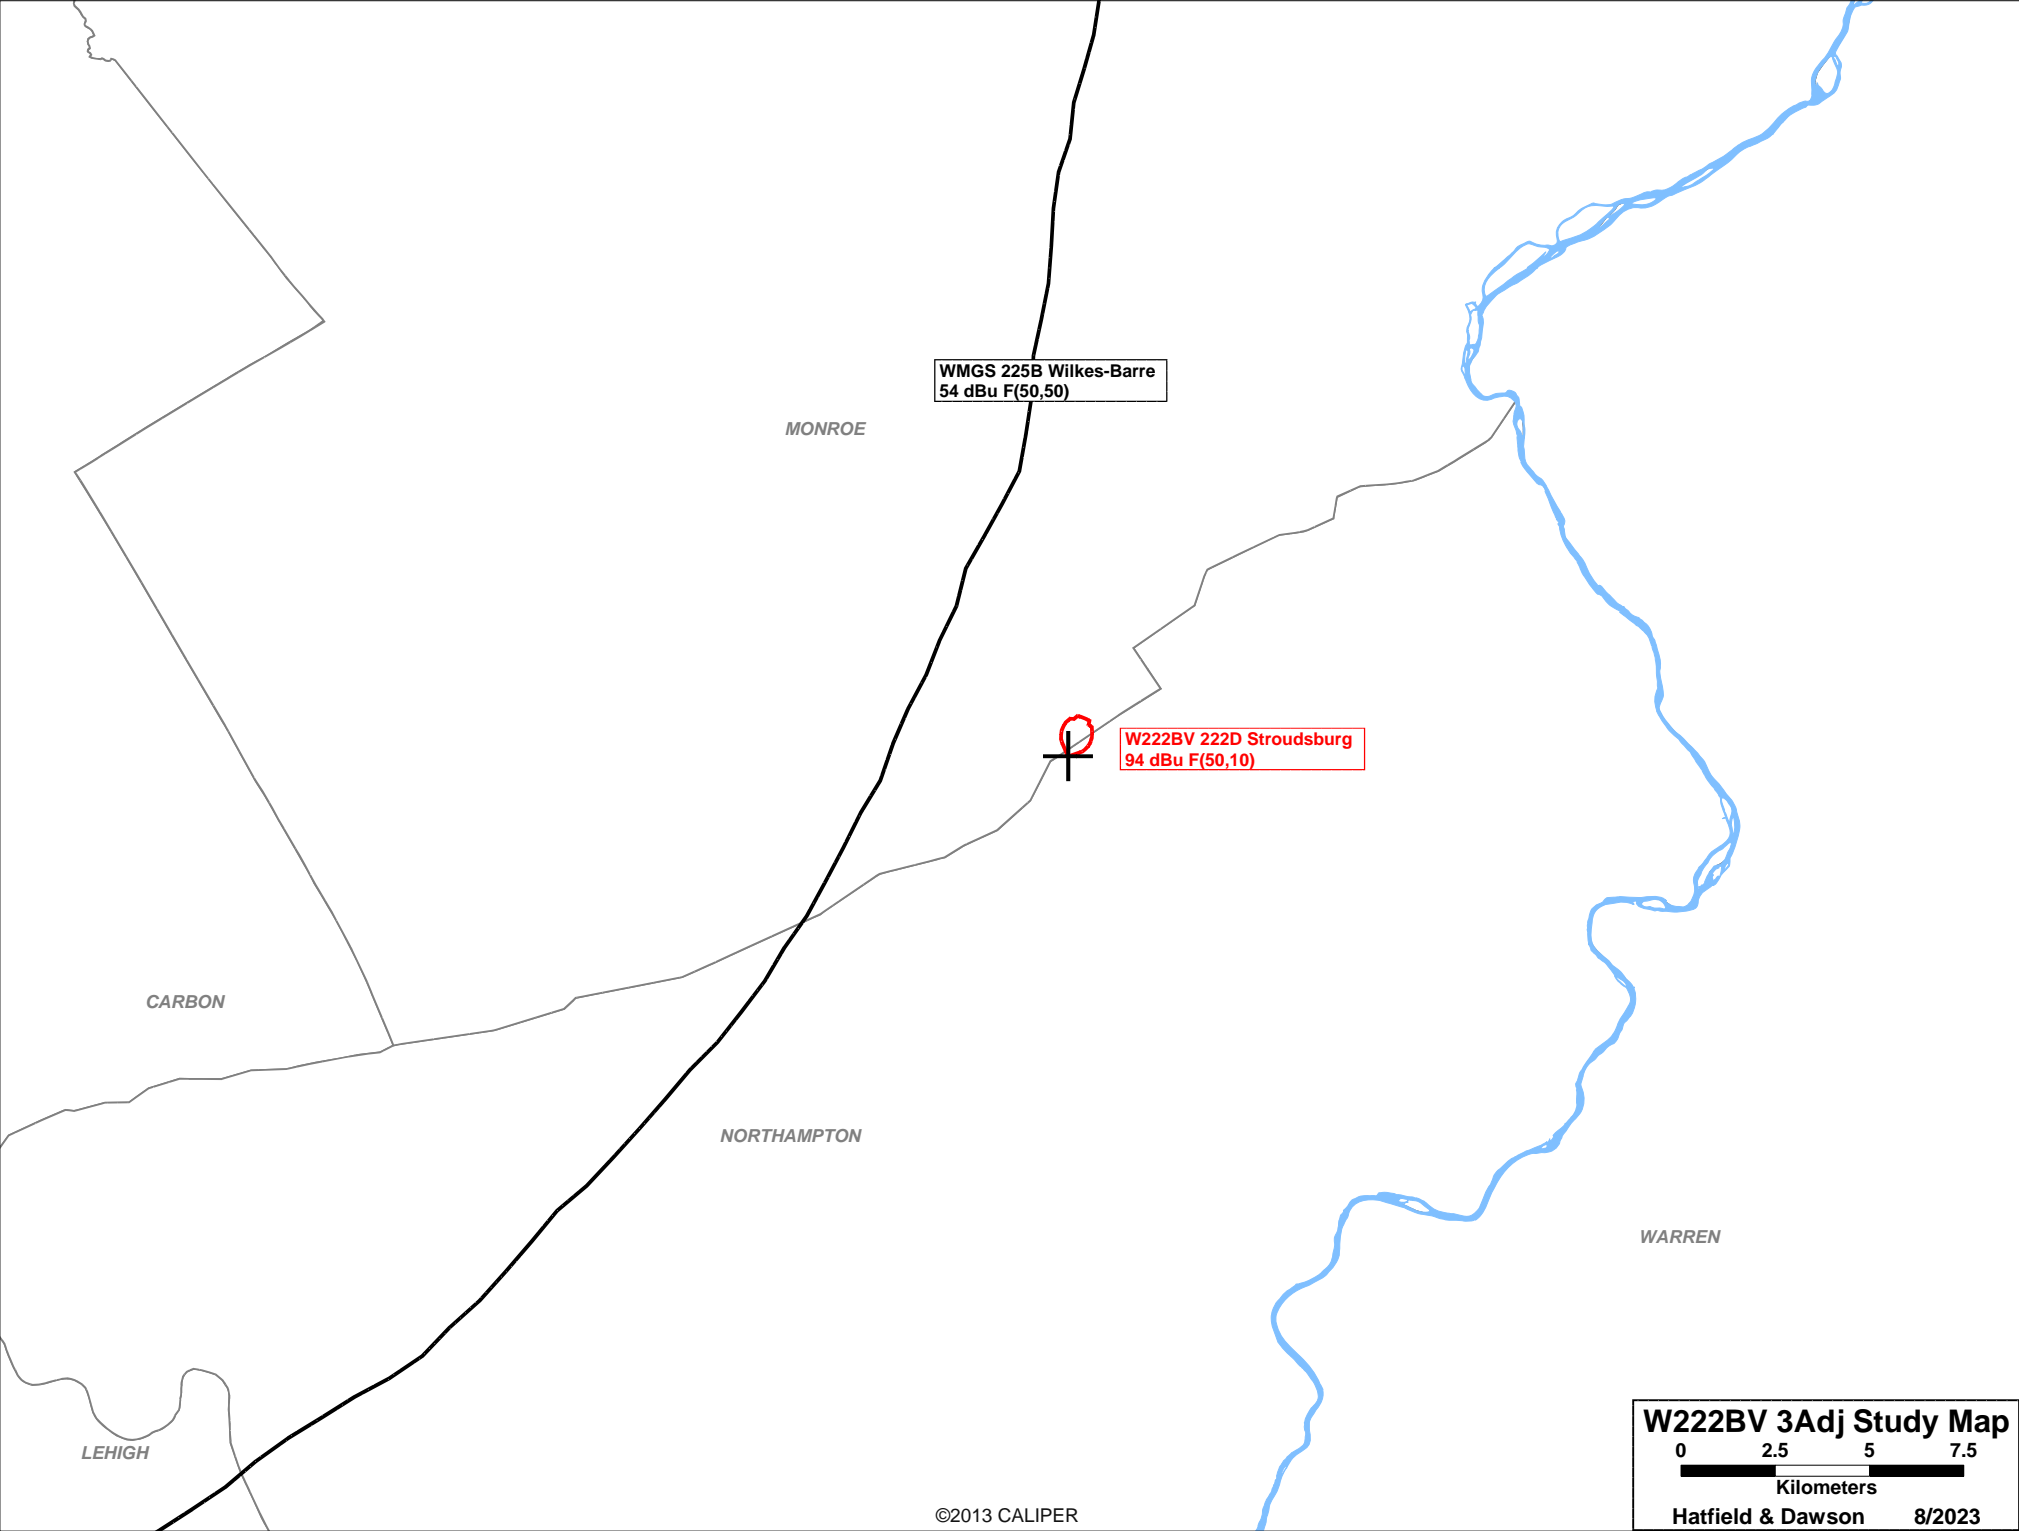 WMGS 225B Wilkes-Barre
54 dBu F(50,50)
MONROE
W222BV 222D Stroudsburg
94 dBu F(50,10)
CARBON
NORTHAMPTON
WARREN
LEHIGH
W222BV 3Adj Study Map
0 2.5 5 7.5
Kilometers
Hatfield & Dawson 8/2023
©2013 CALIPER